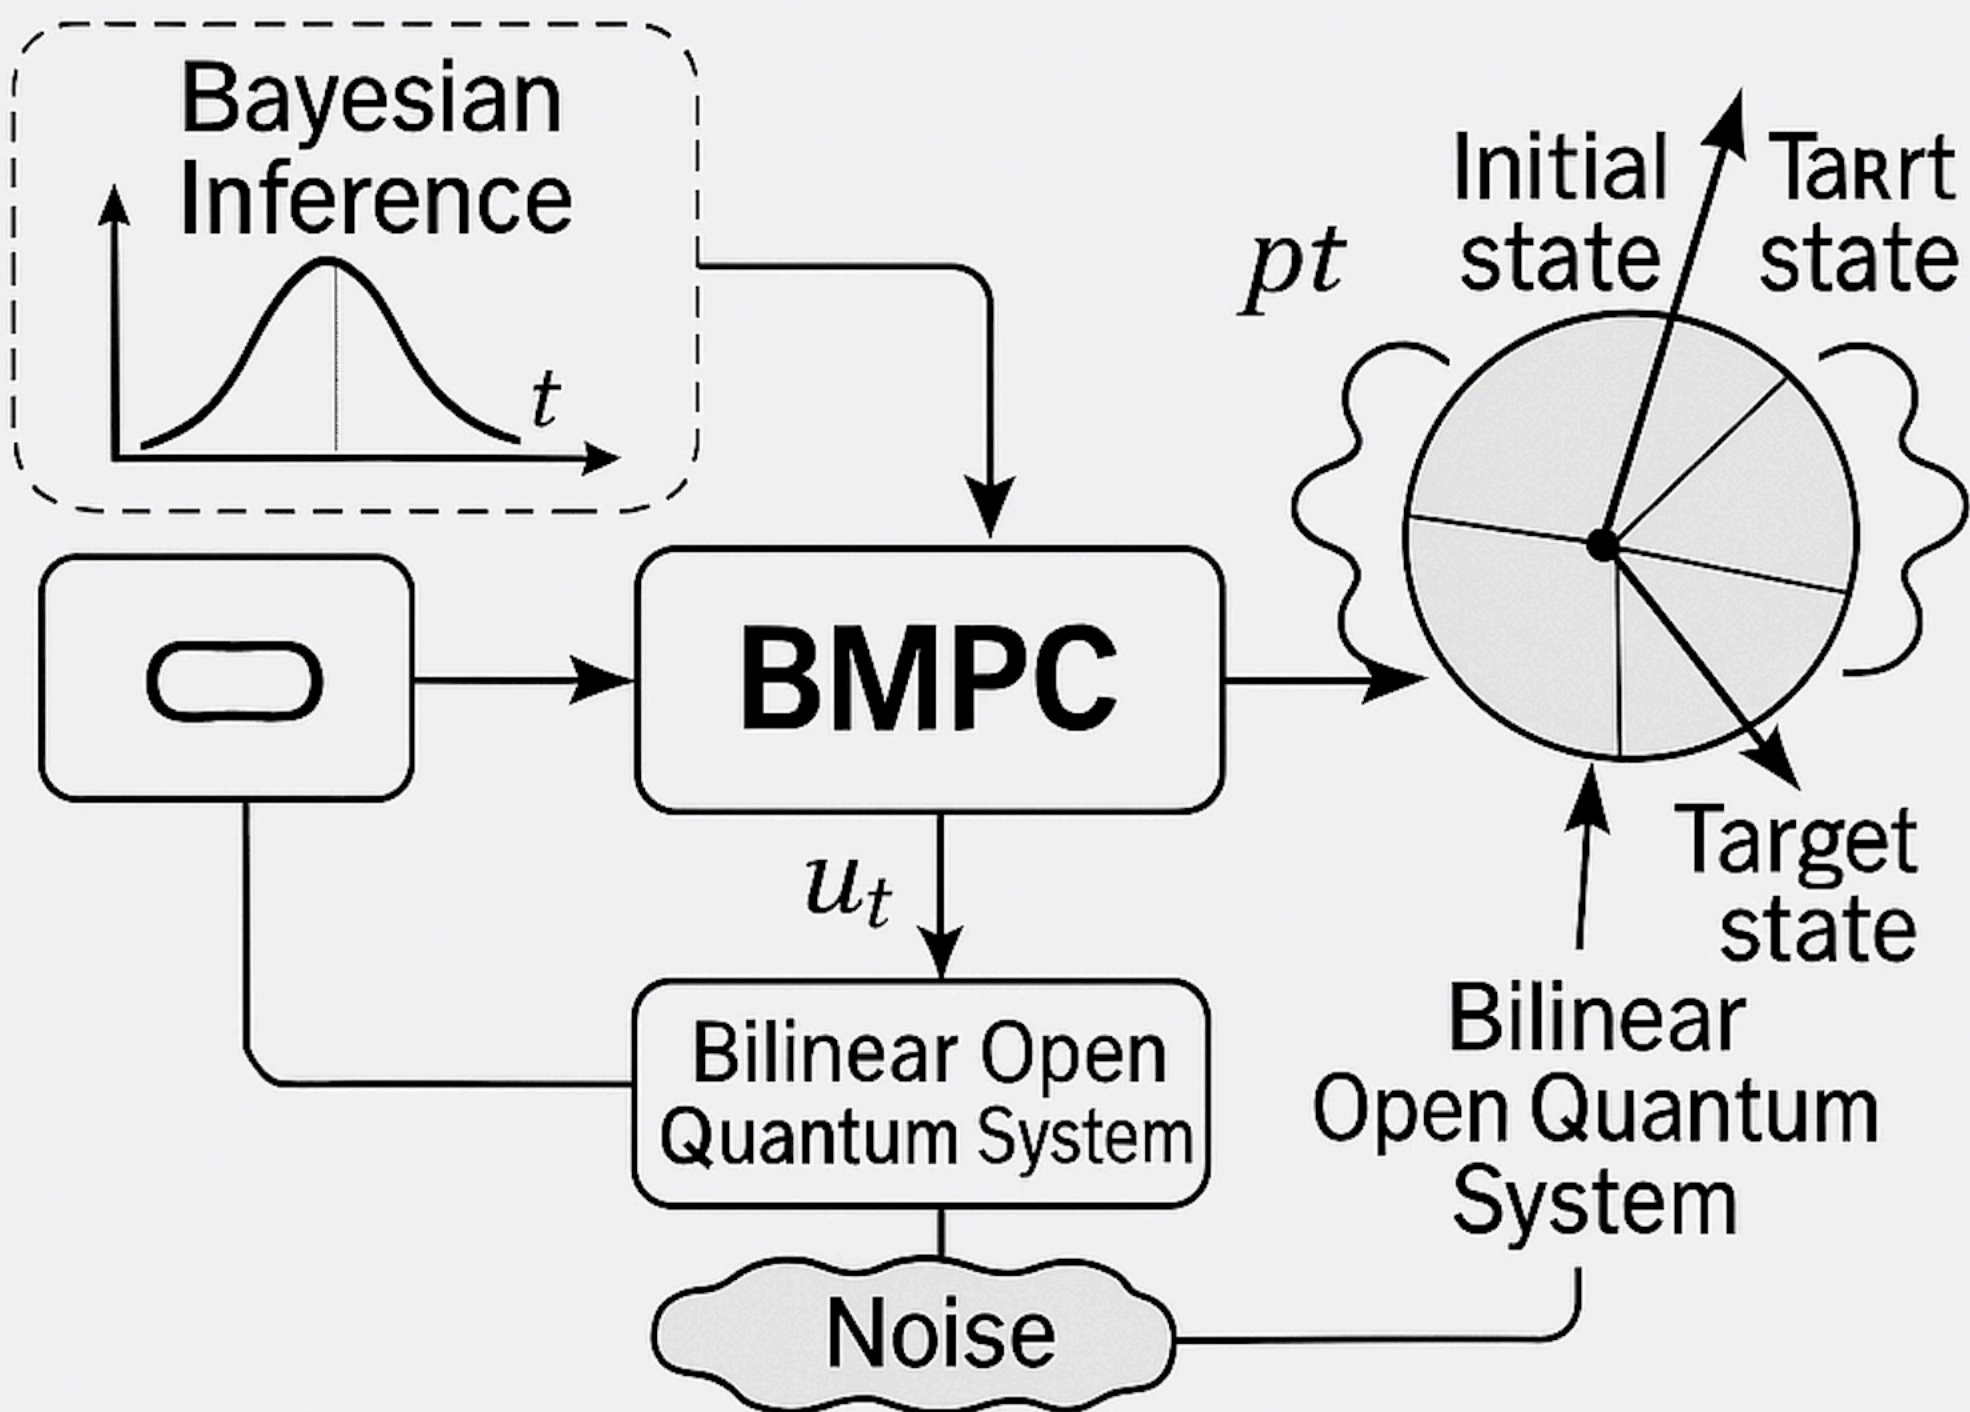 Bayesian
Inference
t
Initial
state
TaRrt
state
pt
BMPC
u_t
Target
state
Bilinear Open
Quantum System
Bilinear
Open Quantum
System
Noise